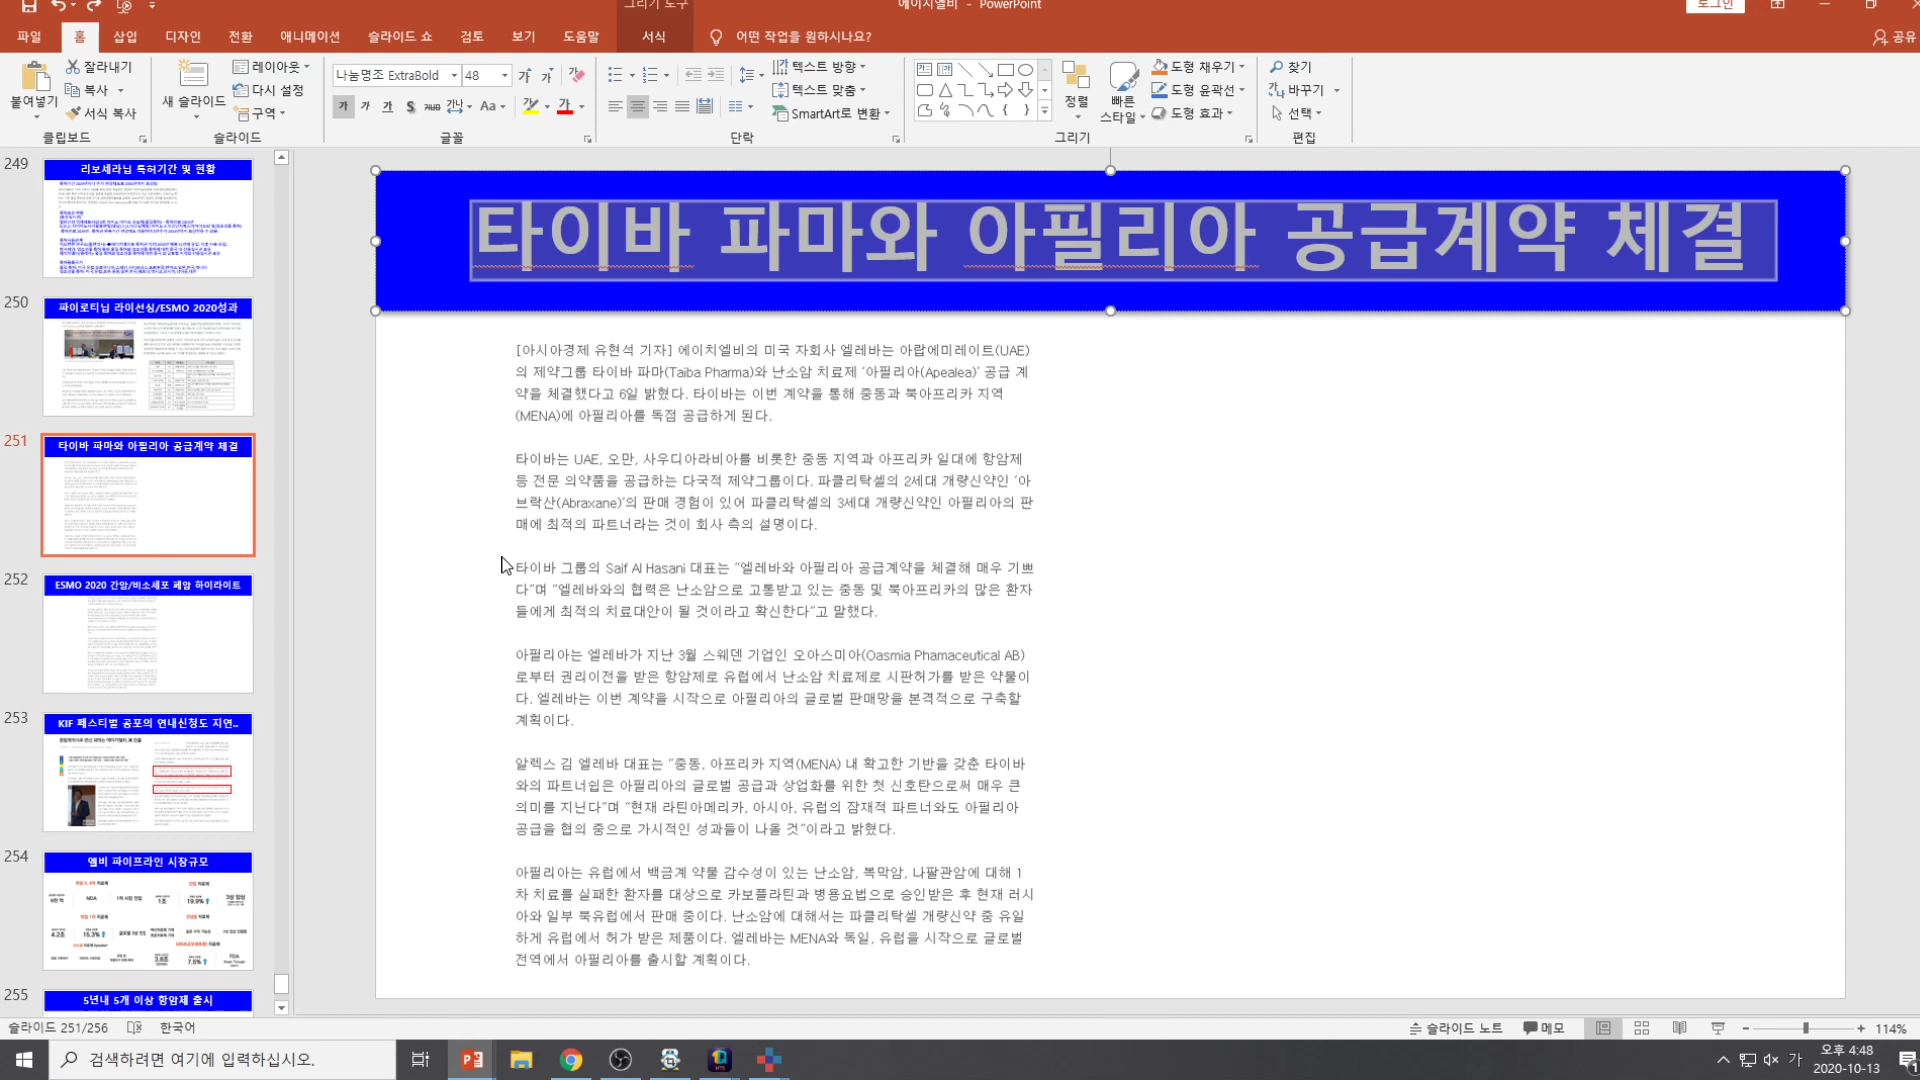 그리기 도구
에이치엘비 - PowerPoint
로그인
파일
홈
삽입
디자인
전환
애니메이션
슬라이드 쇼
검토
보기
도움말
서식
어떤 작업을 원하시나요?
공유
붙여넣기
잘라내기
복사
서식 복사
클립보드
새 슬라이드
레이아웃
다시 설정
구역
슬라이드
나눔명조 ExtraBold
48
글꼴
텍스트 방향
텍스트 맞춤
SmartArt로 변환
단락
정렬
빠른
스타일
도형 채우기
도형 윤곽선
도형 효과
그리기
찾기
바꾸기
선택
편집
249
리보세라닙 특허기간 및 현황
250
파이로티닙 라이선싱/ESMO 2020성과
251
타이바 파마와 아필리아 공급계약 체결
252
ESMO 2020 간암/비소세포 폐암 하이라이트
253
KIF 페스티벌 공포의 연내신청도 지연..
254
엘비 파이프라인 시장규모
NDA
1조
19.9%
4.2조
15.3%
3.8조
7.5%
255
5년내 5개 이상 항암제 출시
타이바 파마와 아필리아 공급계약 체결
[아시아경제 유현석 기자] 에이치엘비의 미국 자회사 엘레바는 아랍에미레이트(UAE)
의 제약그룹 타이바 파마(Taiba Pharma)와 난소암 치료제 ‘아필리아(Apealea)’ 공급 계
약을 체결했다고 6일 밝혔다. 타이바는 이번 계약을 통해 중동과 북아프리카 지역
(MENA)에 아필리아를 독점 공급하게 된다.
타이바는 UAE, 오만, 사우디아라비아를 비롯한 중동 지역과 아프리카 일대에 항암제
등 전문 의약품을 공급하는 다국적 제약그룹이다. 파클리탁셀의 2세대 개량신약인 ‘아
브락산(Abraxane)’의 판매 경험이 있어 파클리탁셀의 3세대 개량신약인 아필리아의 판
매에 최적의 파트너라는 것이 회사 측의 설명이다.
타이바 그룹의 Saif Al Hasani 대표는 “엘레바와 아필리아 공급계약을 체결해 매우 기쁘
다”며 “엘레바와의 협력은 난소암으로 고통받고 있는 중동 및 북아프리카의 많은 환자
들에게 최적의 치료대안이 될 것이라고 확신한다”고 말했다.
아필리아는 엘레바가 지난 3월 스웨덴 기업인 오아스미아(Oasmia Phamaceutical AB)
로부터 권리이전을 받은 항암제로 유럽에서 난소암 치료제로 시판허가를 받은 약물이
다. 엘레바는 이번 계약을 시작으로 아필리아의 글로벌 판매망을 본격적으로 구축할
계획이다.
알렉스 김 엘레바 대표는 “중동, 아프리카 지역(MENA) 내 확고한 기반을 갖춘 타이바
와의 파트너쉽은 아필리아의 글로벌 공급과 상업화를 위한 첫 신호탄으로써 매우 큰
의미를 지닌다”며 “현재 라틴아메리카, 아시아, 유럽의 잠재적 파트너와도 아필리아
공급을 협의 중으로 가시적인 성과들이 나올 것”이라고 밝혔다.
아필리아는 유럽에서 백금계 약물 감수성이 있는 난소암, 복막암, 나팔관암에 대해 1
차 치료를 실패한 환자를 대상으로 카보플라틴과 병용요법으로 승인받은 후 현재 러시
아와 일부 북유럽에서 판매 중이다. 난소암에 대해서는 파클리탁셀 개량신약 중 유일
하게 유럽에서 허가 받은 제품이다. 엘레바는 MENA와 독일, 유럽을 시작으로 글로벌
전역에서 아필리아를 출시할 계획이다.
슬라이드 251/256
한국어
슬라이드 노트
메모
114%
검색하려면 여기에 입력하십시오.
가
오후 4:48
2020-10-13